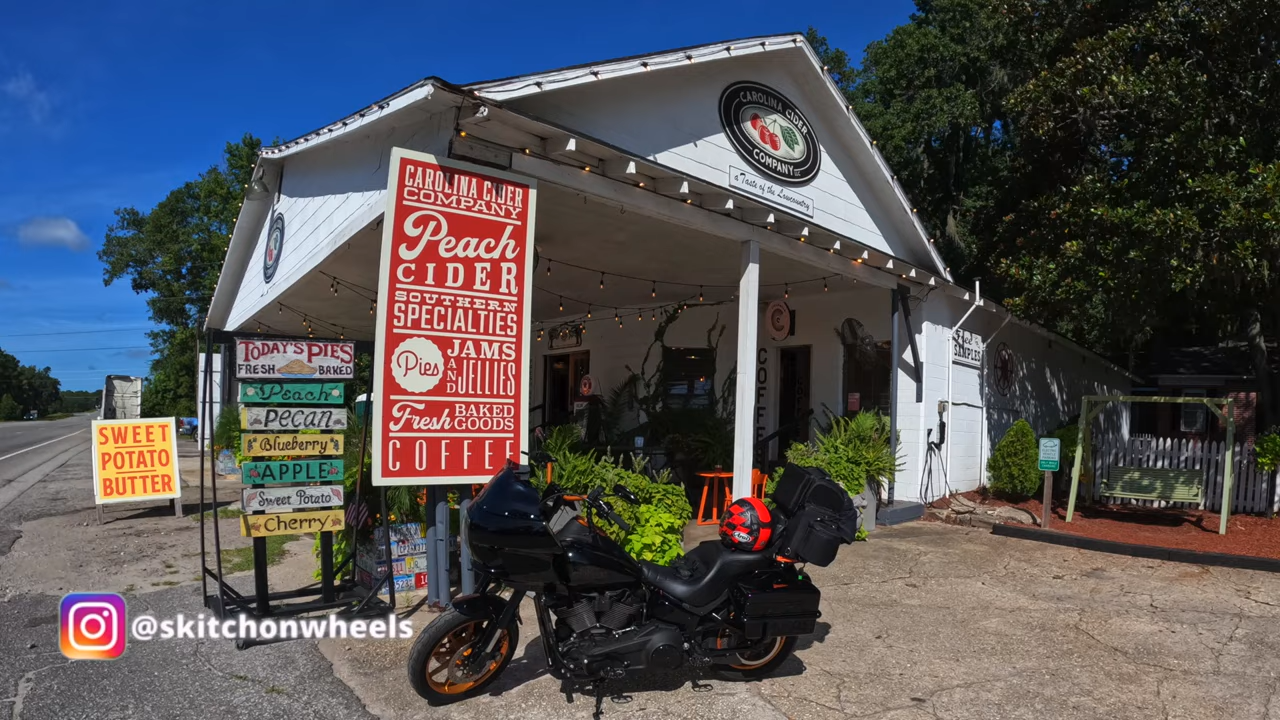 CAROLINA CIDER
COMPANY
a Taste of the Lowcountry
CAROLINA CIDER
COMPANY
Peach
CIDER
SOUTHERN
SPECIALTIES
Pies
JAMS
AND
JELLIES
Fresh BAKED
GOODS
COFFEE
TODAY'S PIES
FRESH BAKED
Peach
PECAN
Blueberry
APPLE
Sweet Potato
Cherry
SWEET
POTATO
BUTTER
COFFEE
SAMPLES
Arai
@skitchonwheels